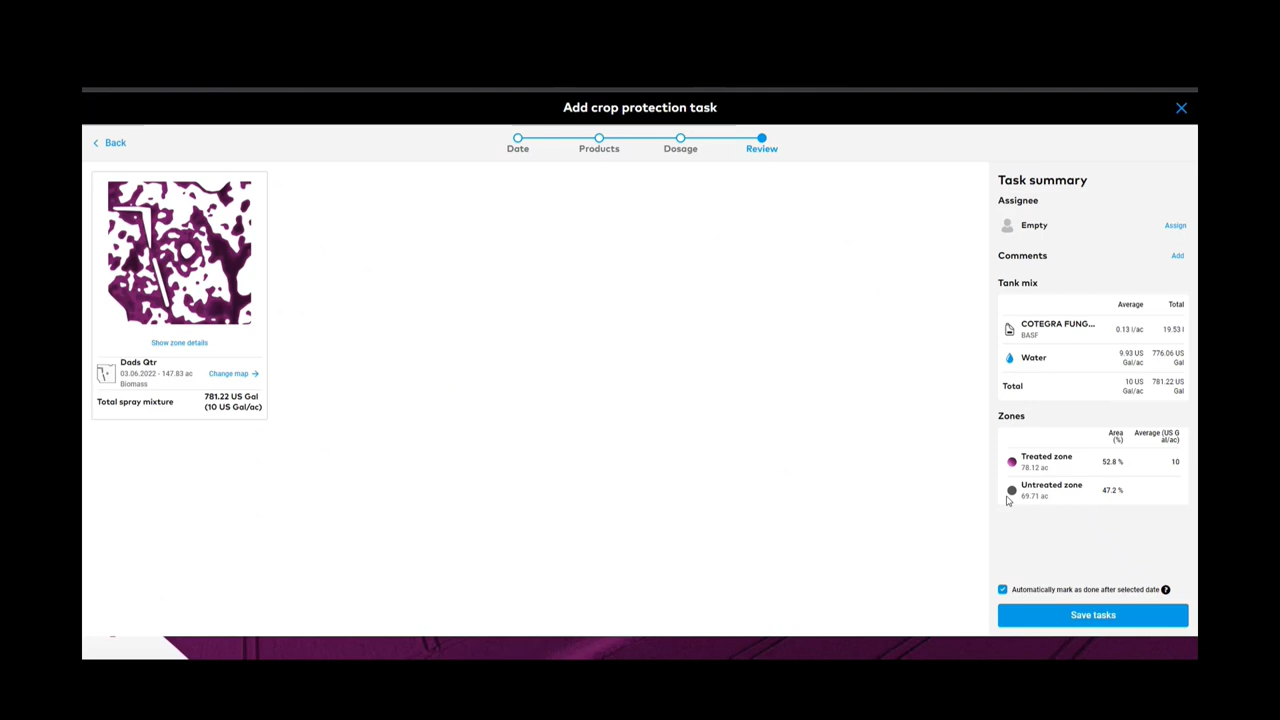 Add crop protection task
Back
Date
Products
Dosage
Review
Show zone details
Dads Qtr
03.06.2022 - 147.83 ac
Biomass
Change map
Total spray mixture
781.22 US Gal
(10 US Gal/ac)
Task summary
Assignee
Empty
Assign
Comments
Add
Tank mix
Average
Total
COTEGRA FUNG...
BASF
0.13 l/ac
19.53 l
Water
9.93 US
Gal/ac
776.06 US
Gal
Total
10 US
Gal/ac
781.22 US
Gal
Zones
Area
(%)
Average (US G
al/ac)
Treated zone
78.12 ac
52.8 %
10
Untreated zone
69.71 ac
47.2 %
Automatically mark as done after selected date ?
Save tasks